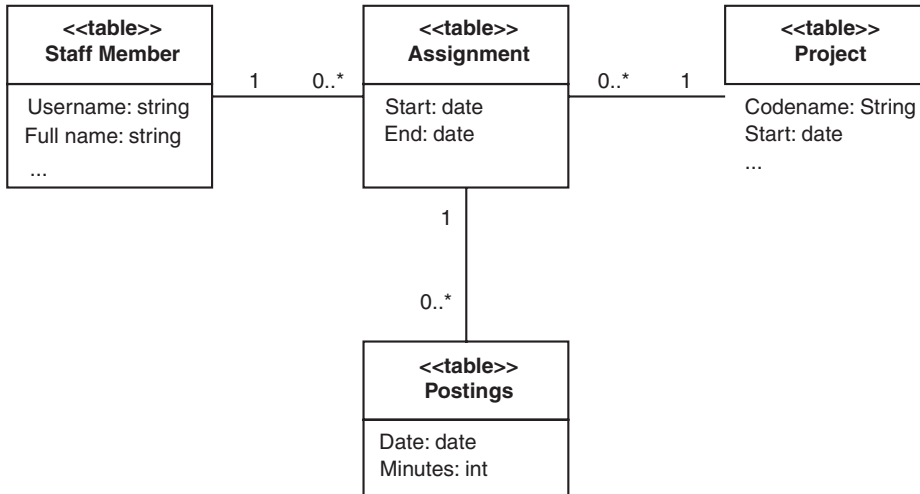 <<table>>
Staff Member
Username: string
Full name: string
...
1
0..*
<<table>>
Assignment
Start: date
End: date
0..*
1
<<table>>
Project
Codename: String
Start: date
...
1
0..*
<<table>>
Postings
Date: date
Minutes: int